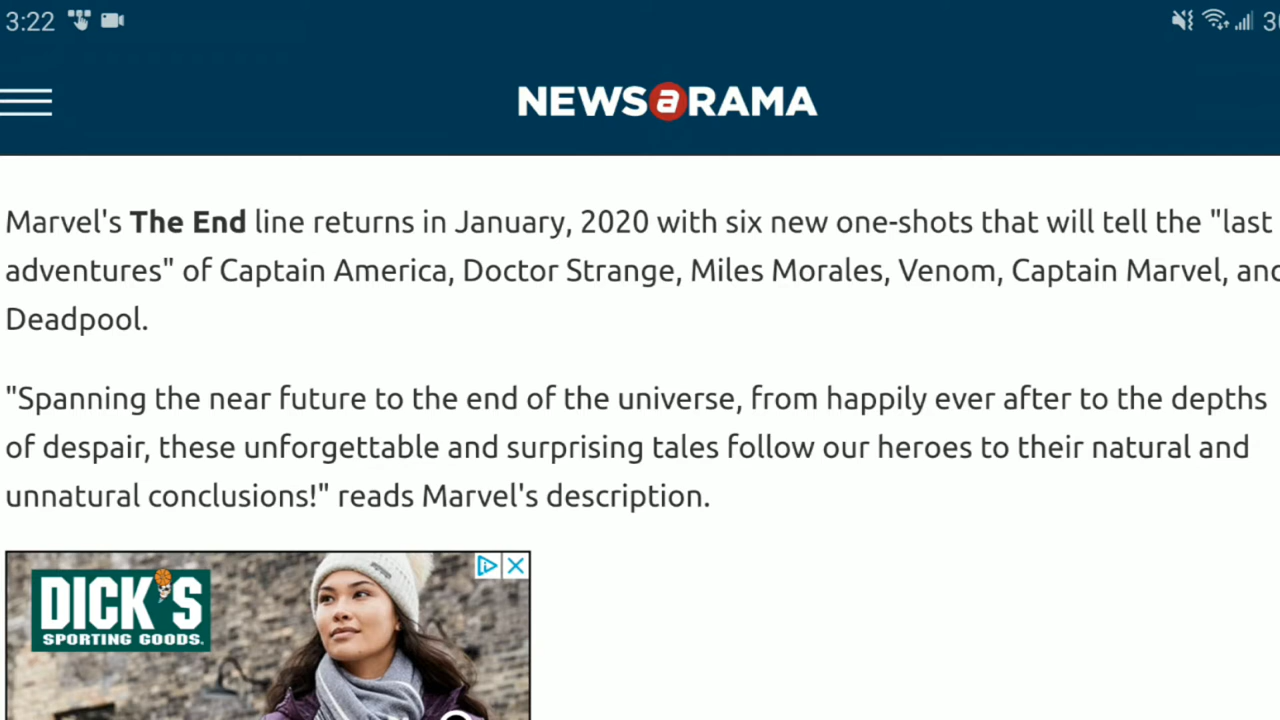 3:22
30
NEWSaRAMA
Marvel's The End line returns in January, 2020 with six new one-shots that will tell the "last
adventures" of Captain America, Doctor Strange, Miles Morales, Venom, Captain Marvel, and
Deadpool.
"Spanning the near future to the end of the universe, from happily ever after to the depths
of despair, these unforgettable and surprising tales follow our heroes to their natural and
unnatural conclusions!" reads Marvel's description.
DICK'S
SPORTING GOODS.